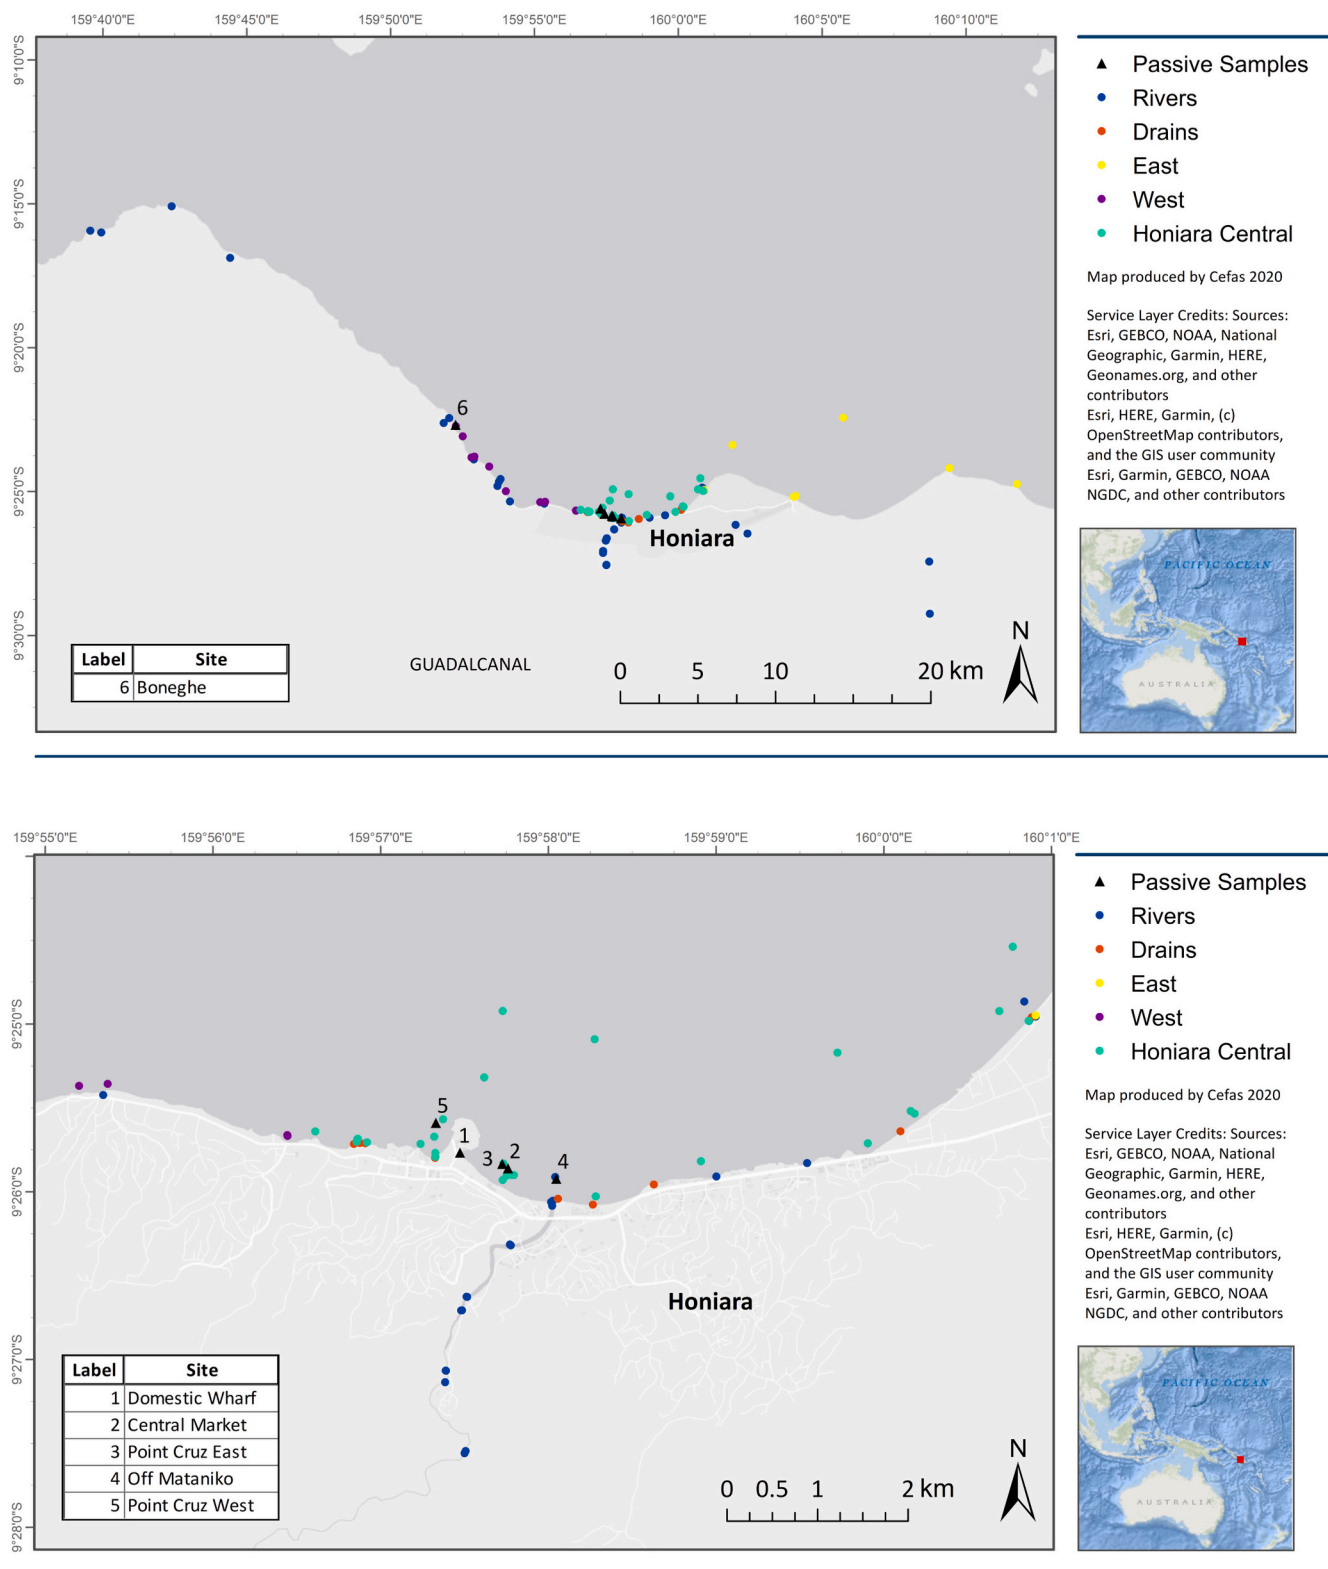 159°40'0"E 159°45'0"E 159°50'0"E 159°55'0"E 160°0'0"E 160°5'0"E 160°10'0"E
9°10'0"S
9°15'0"S
9°20'0"S
9°25'0"S
9°30'0"S
6
Honiara
GUADALCANAL
Label Site
6 Boneghe
N
0 5 10 20 km
Passive Samples
Rivers
Drains
East
West
Honiara Central
Map produced by Cefas 2020
Service Layer Credits: Sources:
Esri, GEBCO, NOAA, National
Geographic, Garmin, HERE,
Geonames.org, and other
contributors
Esri, HERE, Garmin, (c)
OpenStreetMap contributors,
and the GIS user community
Esri, Garmin, GEBCO, NOAA
NGDC, and other contributors
PACIFIC OCEAN
AUSTRALIA
159°55'0"E 159°56'0"E 159°57'0"E 159°58'0"E 159°59'0"E 160°0'0"E 160°1'0"E
9°25'0"S
9°26'0"S
9°27'0"S
9°28'0"S
5
1
3 2
4
Honiara
Label Site
1 Domestic Wharf
2 Central Market
3 Point Cruz East
4 Off Mataniko
5 Point Cruz West
N
0 0.5 1 2 km
Passive Samples
Rivers
Drains
East
West
Honiara Central
Map produced by Cefas 2020
Service Layer Credits: Sources:
Esri, GEBCO, NOAA, National
Geographic, Garmin, HERE,
Geonames.org, and other
contributors
Esri, HERE, Garmin, (c)
OpenStreetMap contributors,
and the GIS user community
Esri, Garmin, GEBCO, NOAA
NGDC, and other contributors
PACIFIC OCEAN
AUSTRALIA